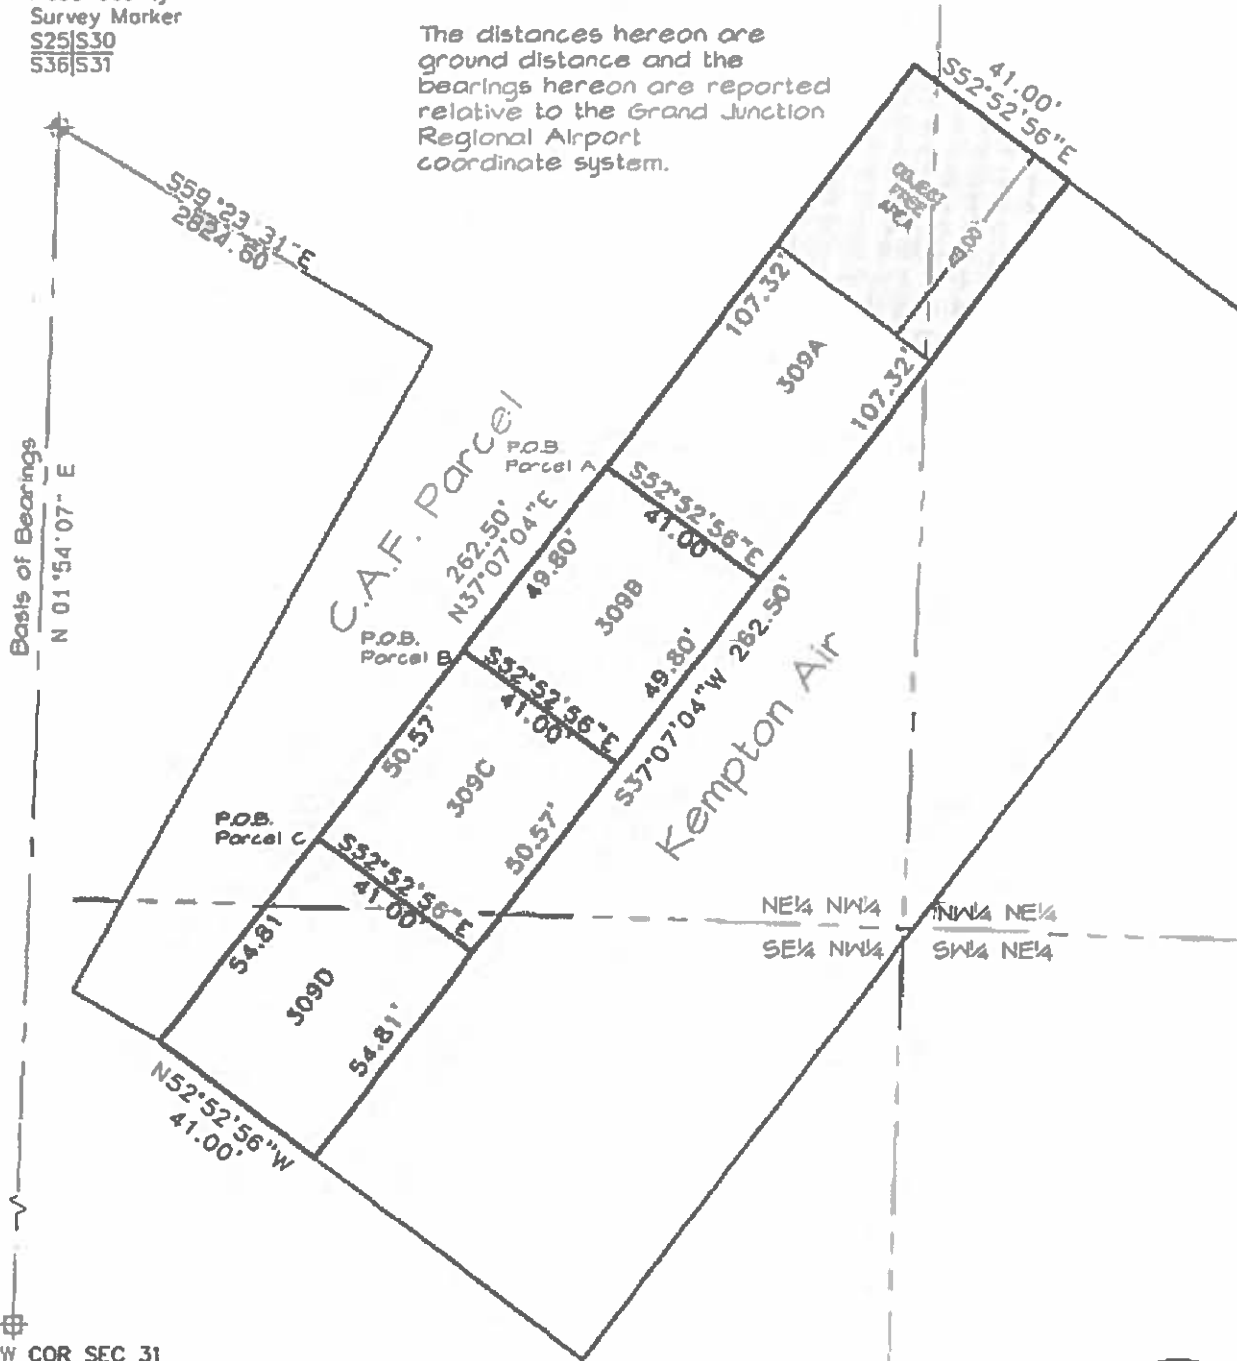 Survey Marker
S25|S30
S36|S31
The distances hereon are
ground distance and the
bearings hereon are reported
relative to the Grand Junction
Regional Airport
coordinate system.
41.00'
S52°52'56"E
S59°23'31"E
2824.60
OBJECT
FREE
AREA
107.32'
309A
107.32'
Basis of Bearings
N 01°54'07" E
C.A.F. Parcel
P.O.B.
Parcel A
S52°52'56"E
41.00'
262.50'
N37°07'04"E
49.80'
309B
49.80'
S37°07'04"W 262.50'
Kempton Air
P.O.B.
Parcel B
S52°52'56"E
41.00'
50.57'
309C
50.57'
P.O.B.
Parcel C
S52°52'56"E
41.00'
54.81'
309D
54.81'
NE¼ NW¼
NW¼ NE¼
SE¼ NW¼
SW¼ NE¼
N52°52'56"W
41.00'
W COR SEC 31